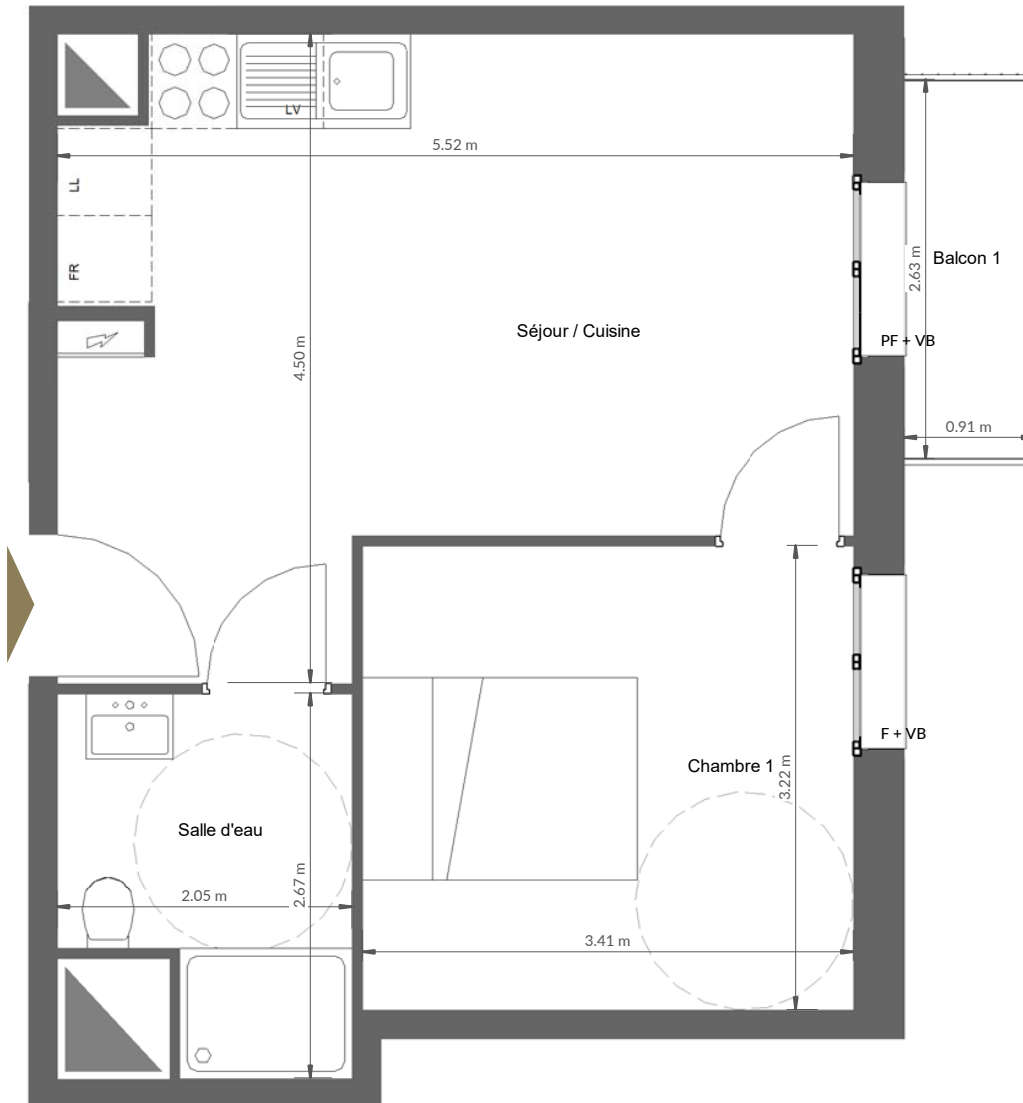 LV
5.52 m
LL
FR
2.63 m
Balcon 1
Séjour / Cuisine
4.50 m
PF + VB
0.91 m
F + VB
Chambre 1
3.22 m
Salle d'eau
2.05 m
2.67 m
3.41 m